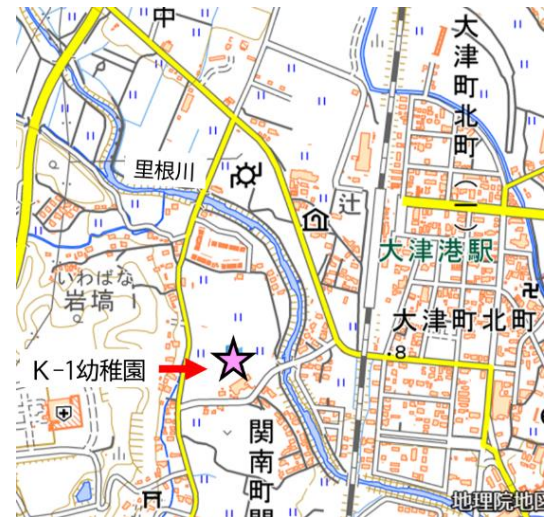 中
大津町北町
里根川
辻
大津港駅
いわばな
岩塙
大津町北町
・8
K-1幼稚園
関南町関
地理院地図